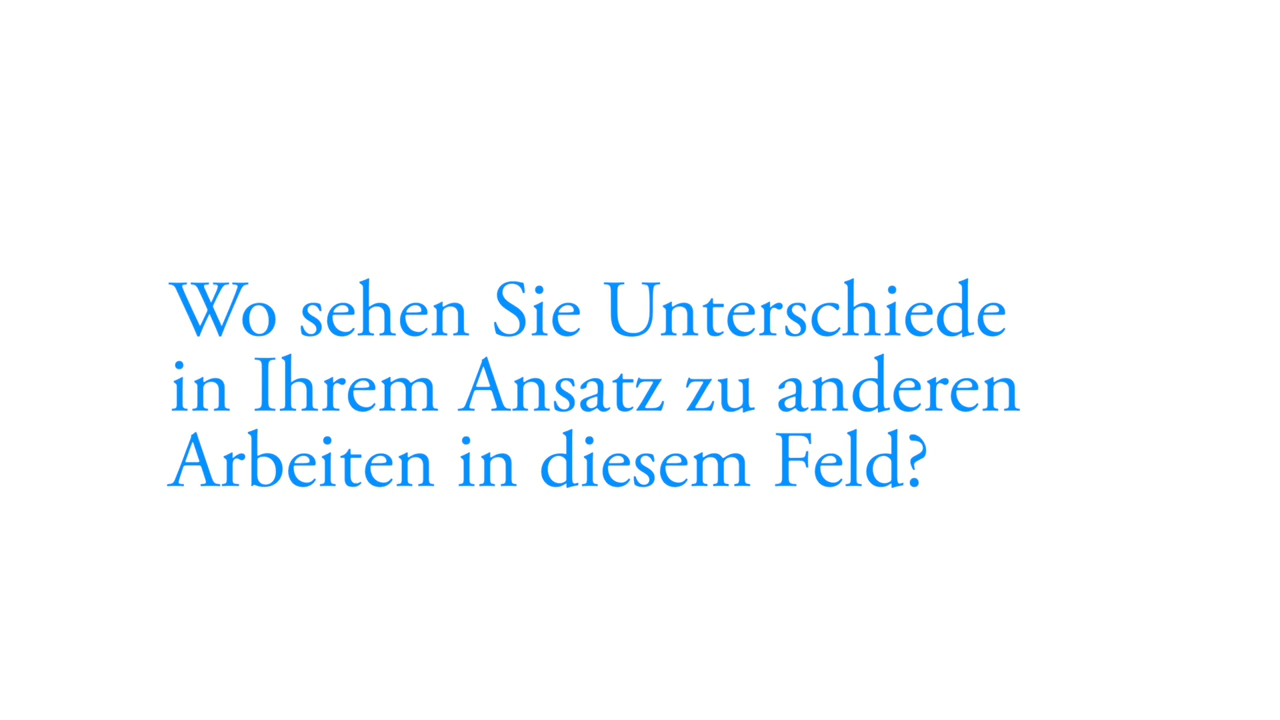 Wo sehen Sie Unterschiede
in Ihrem Ansatz zu anderen
Arbeiten in diesem Feld?